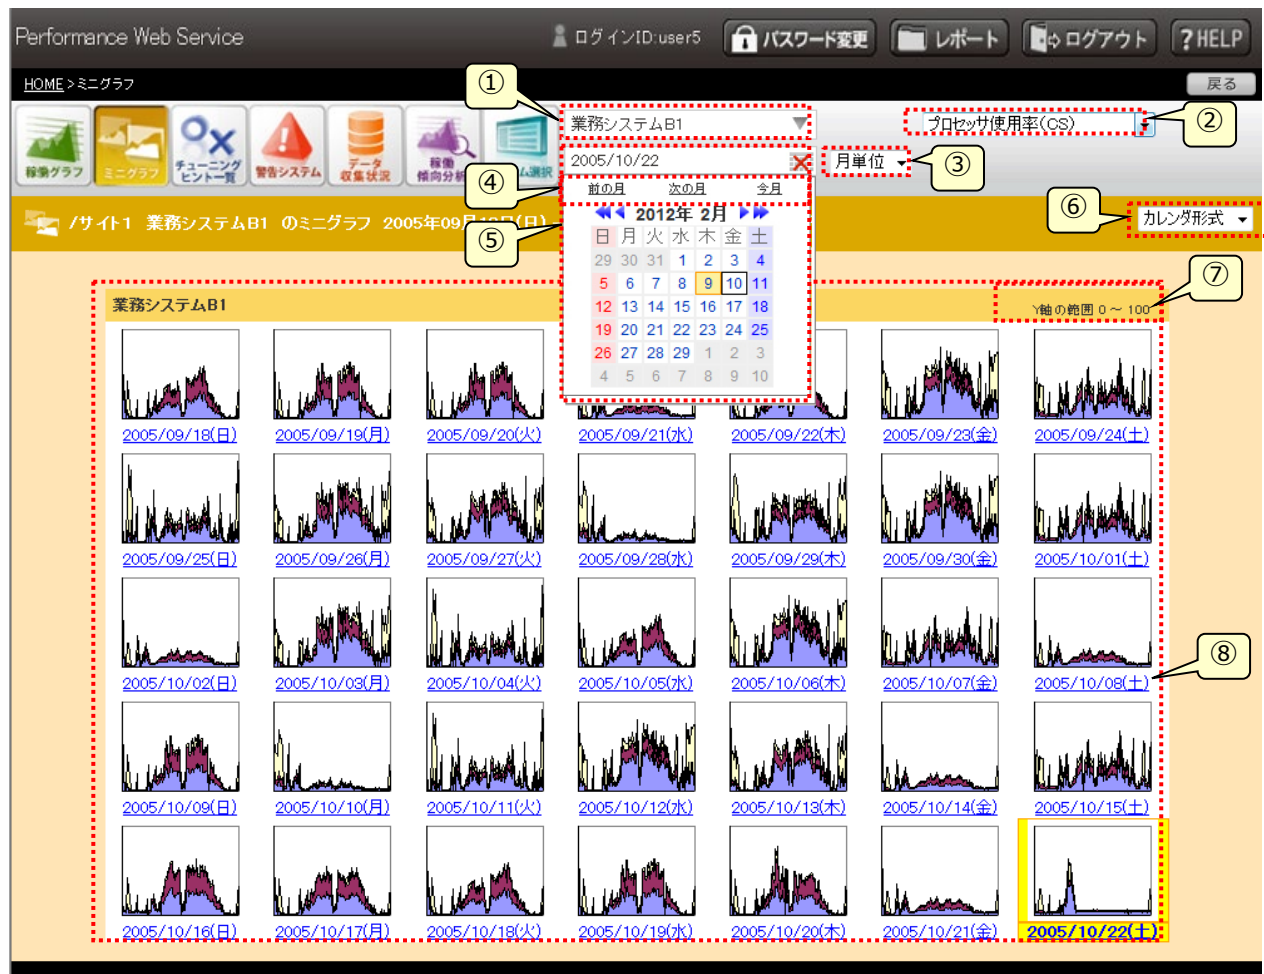 Performance Web Service
ログインID:user5
パスワード変更
レポート
ログアウト
?HELP
HOME>ミニグラフ
戻る
①
業務システムB1
プロセッサ使用率(CS)
②
稼働グラフ
ミニグラフ
チューニング
ヒント一覧
警告システム
データ
収集状況
稼働
傾向分析
ム選択
2005/10/22
月単位
③
④
前の月 次の月 今月
/サイト1 業務システムB1 のミニグラフ 2005年09月
(日)
⑤
2012年 2月
日 月 火 水 木 金 土
29 30 31 1 2 3 4
5 6 7 8 9 10 11
12 13 14 15 16 17 18
19 20 21 22 23 24 25
26 27 28 29 1 2 3
4 5 6 7 8 9 10
⑥
カレンダ形式
⑦
業務システムB1
Y軸の範囲 0 ～ 100
2005/09/18(日) 2005/09/19(月) 2005/09/20(火) 2005/09/21(水) 2005/09/22(木) 2005/09/23(金) 2005/09/24(土)
2005/09/25(日) 2005/09/26(月) 2005/09/27(火) 2005/09/28(水) 2005/09/29(木) 2005/09/30(金) 2005/10/01(土)
⑧
2005/10/02(日) 2005/10/03(月) 2005/10/04(火) 2005/10/05(水) 2005/10/06(木) 2005/10/07(金) 2005/10/08(土)
2005/10/09(日) 2005/10/10(月) 2005/10/11(火) 2005/10/12(水) 2005/10/13(木) 2005/10/14(金) 2005/10/15(土)
2005/10/16(日) 2005/10/17(月) 2005/10/18(火) 2005/10/19(水) 2005/10/20(木) 2005/10/21(金) 2005/10/22(土)